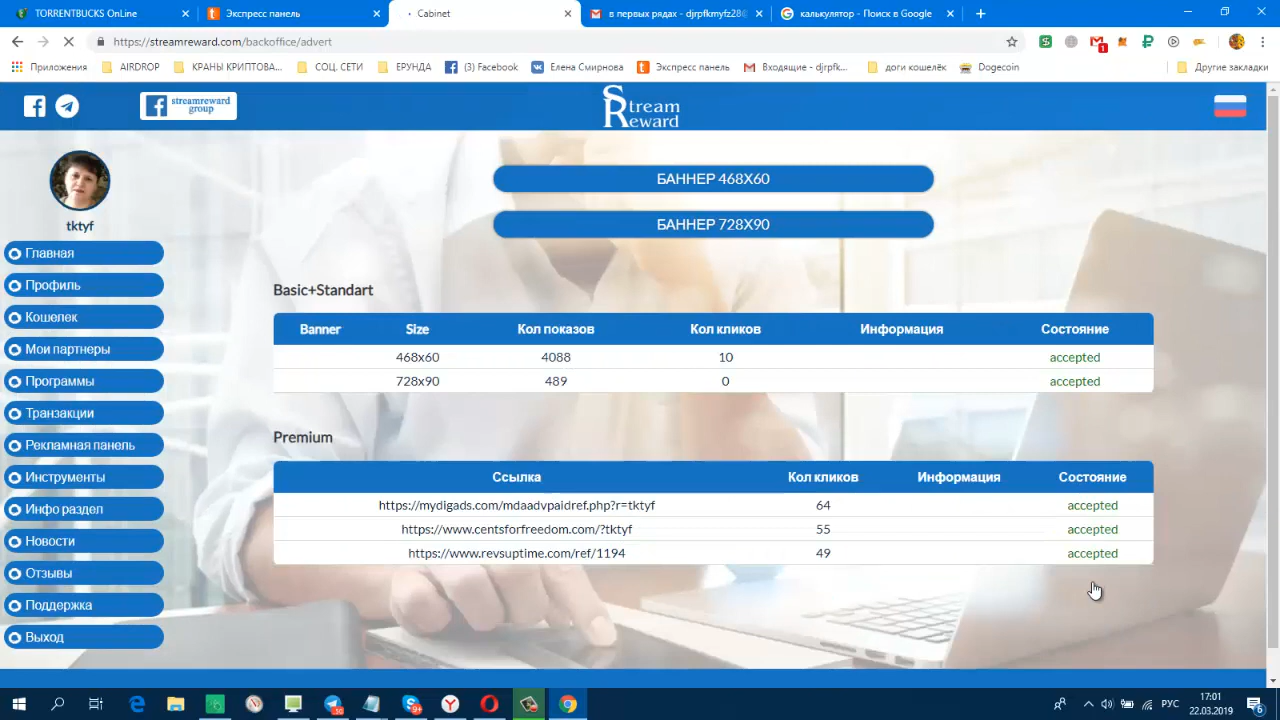 TORRENTBUCKS OnLine
Экспресс панель
Cabinet
в первых рядах - djrpfkmyfz28@
калькулятор - Поиск в Google
https://streamreward.com/backoffice/advert
1
Приложения
AIRDROP
КРАНЫ КРИПТОВА...
СОЦ. СЕТИ
ЕРУНДА
(3) Facebook
Елена Смирнова
Экспресс панель
Входящие - djrpfk...
доги кошелёк
Dogecoin
Другие закладки
streamreward
group
Stream
Reward
БАННЕР 468X60
БАННЕР 728X90
tktyf
Главная
Профиль
Кошелек
Мои партнеры
Программы
Транзакции
Рекламная панель
Инструменты
Инфо раздел
Новости
Отзывы
Поддержка
Выход
Basic+Standart
Banner Size Кол показов Кол кликов Информация Состояние
468x60 4088 10 accepted
728x90 489 0 accepted
Premium
Ссылка Кол кликов Информация Состояние
https://mydigads.com/mdaadvpaidref.php?r=tktyf 64 accepted
https://www.centsforfreedom.com/?tktyf 55 accepted
https://www.revsuptime.com/ref/1194 49 accepted
9+
РУС
17:01
22.03.2019
6